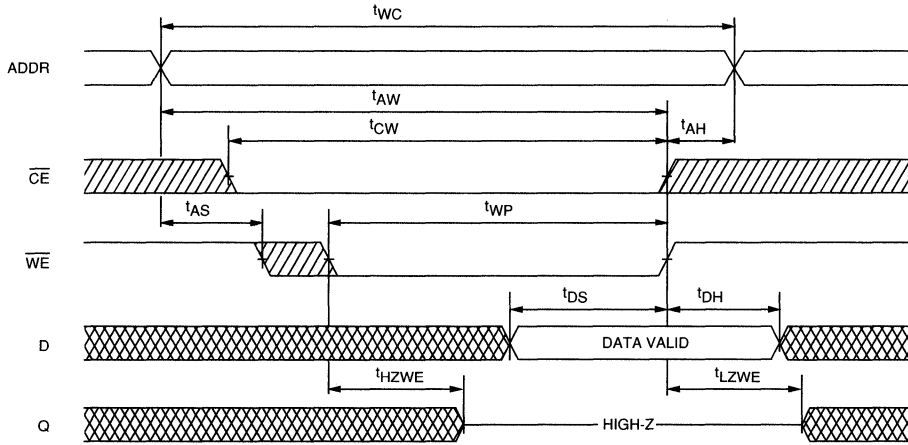 tWC
ADDR
tAW
tCW
tAH
CE
tAS
tWP
WE
tDS
tDH
D
DATA VALID
tHZWE
tLZWE
Q
HIGH-Z